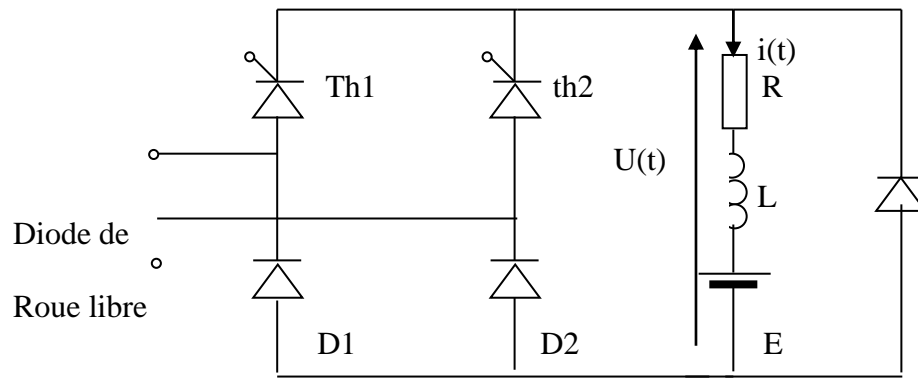 i(t)
Th1
th2
R
U(t)
L
Diode de
Roue libre
D1
D2
E